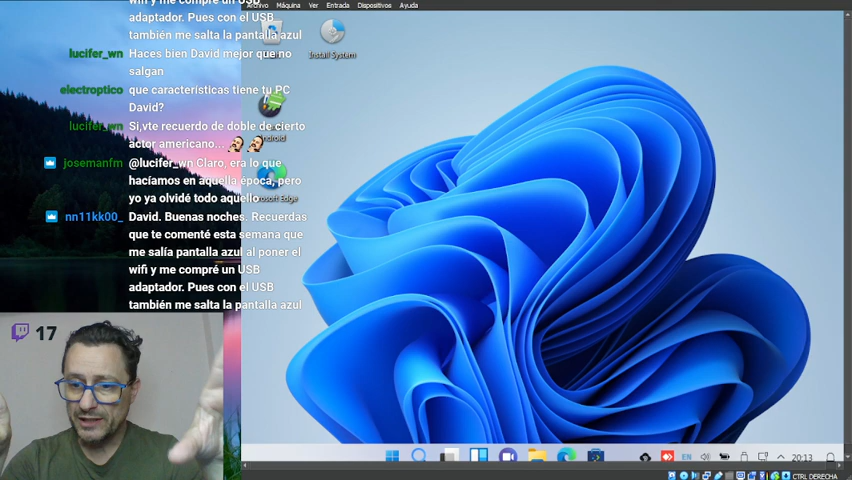 Archivo Máquina Ver Entrada Dispositivos Ayuda
wifi y me compré un USB
adaptador. Pues con el USB
también me salta la pantalla azul
lucifer_wn Haces bien David mejor que no
salgan
electroptico que características tiene tu PC
David?
lucifer_wn Si,vte recuerdo de doble de cierto
actor americano...
josemanfm @lucifer_wn Claro, era lo que
hacíamos en aquella época, pero
yo ya olvidé todo aquello
nn11kk00_ David. Buenas noches. Recuerdas
que te comenté esta semana que
me salía pantalla azul al poner el
wifi y me compré un USB
adaptador. Pues con el USB
también me salta la pantalla azul
17
Install System
EN
20:13
CTRL DERECHA